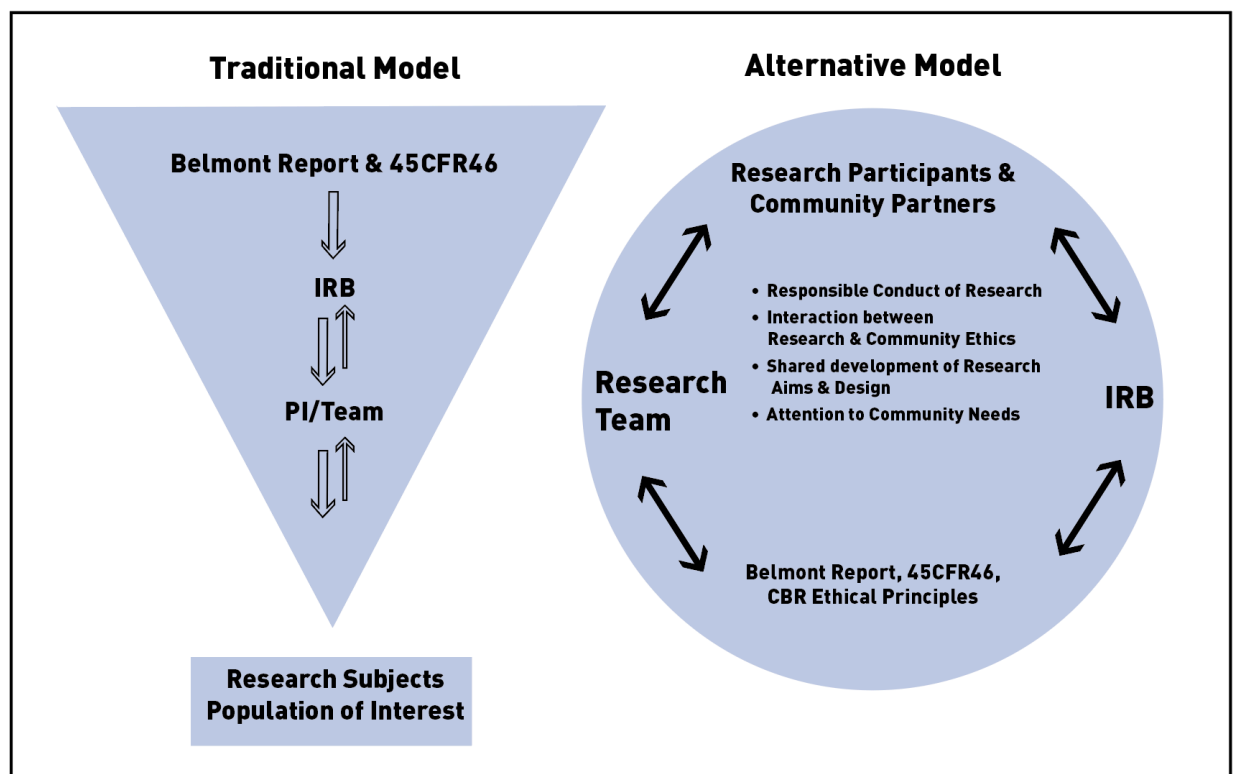 Traditional Model
Belmont Report & 45CFR46
IRB
PI/Team
Research Subjects
Population of Interest
Alternative Model
Research Participants &
Community Partners
• Responsible Conduct of Research
• Interaction between
Research & Community Ethics
• Shared development of Research
Aims & Design
• Attention to Community Needs
Research
Team
IRB
Belmont Report, 45CFR46,
CBR Ethical Principles